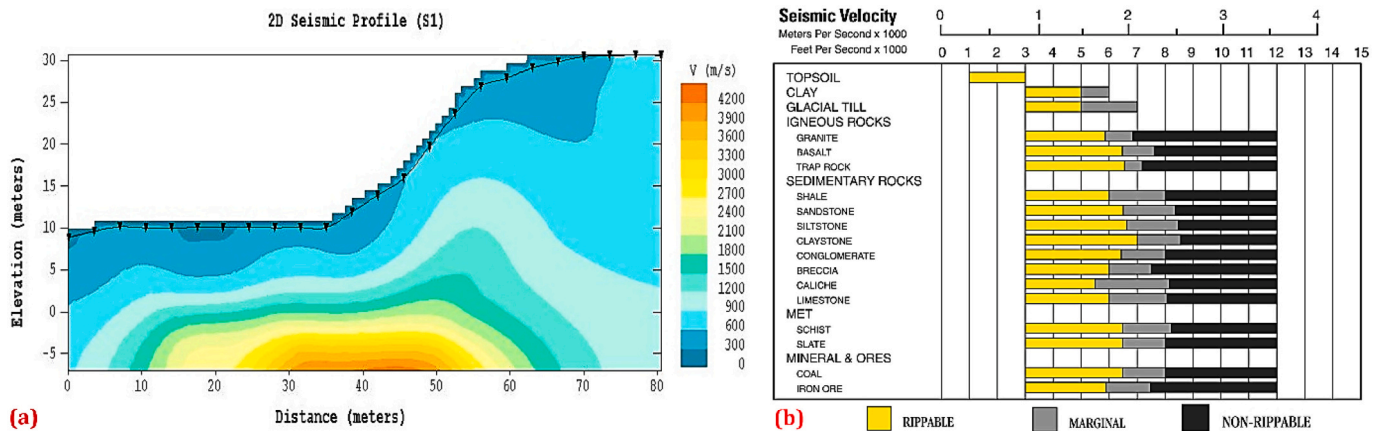 2D Seismic Profile (S1)
Elevation (meters)
30
25
20
15
10
5
0
-5
0 10 20 30 40 50 60 70 80
Distance (meters)
V (m/s)
4200
3900
3600
3300
3000
2700
2400
2100
1800
1500
1200
900
600
300
0
(a)
Seismic Velocity
Meters Per Second x 1000
0 1 2 3 4
Feet Per Second x 1000
0 1 2 3 4 5 6 7 8 9 10 11 12 13 14 15
TOPSOIL
CLAY
GLACIAL TILL
IGNEOUS ROCKS
GRANITE
BASALT
TRAP ROCK
SEDIMENTARY ROCKS
SHALE
SANDSTONE
SILTSTONE
CLAYSTONE
CONGLOMERATE
BRECCIA
CALICHE
LIMESTONE
MET
SCHIST
SLATE
MINERAL & ORES
COAL
IRON ORE
(b)
RIPPABLE
MARGINAL
NON-RIPPABLE